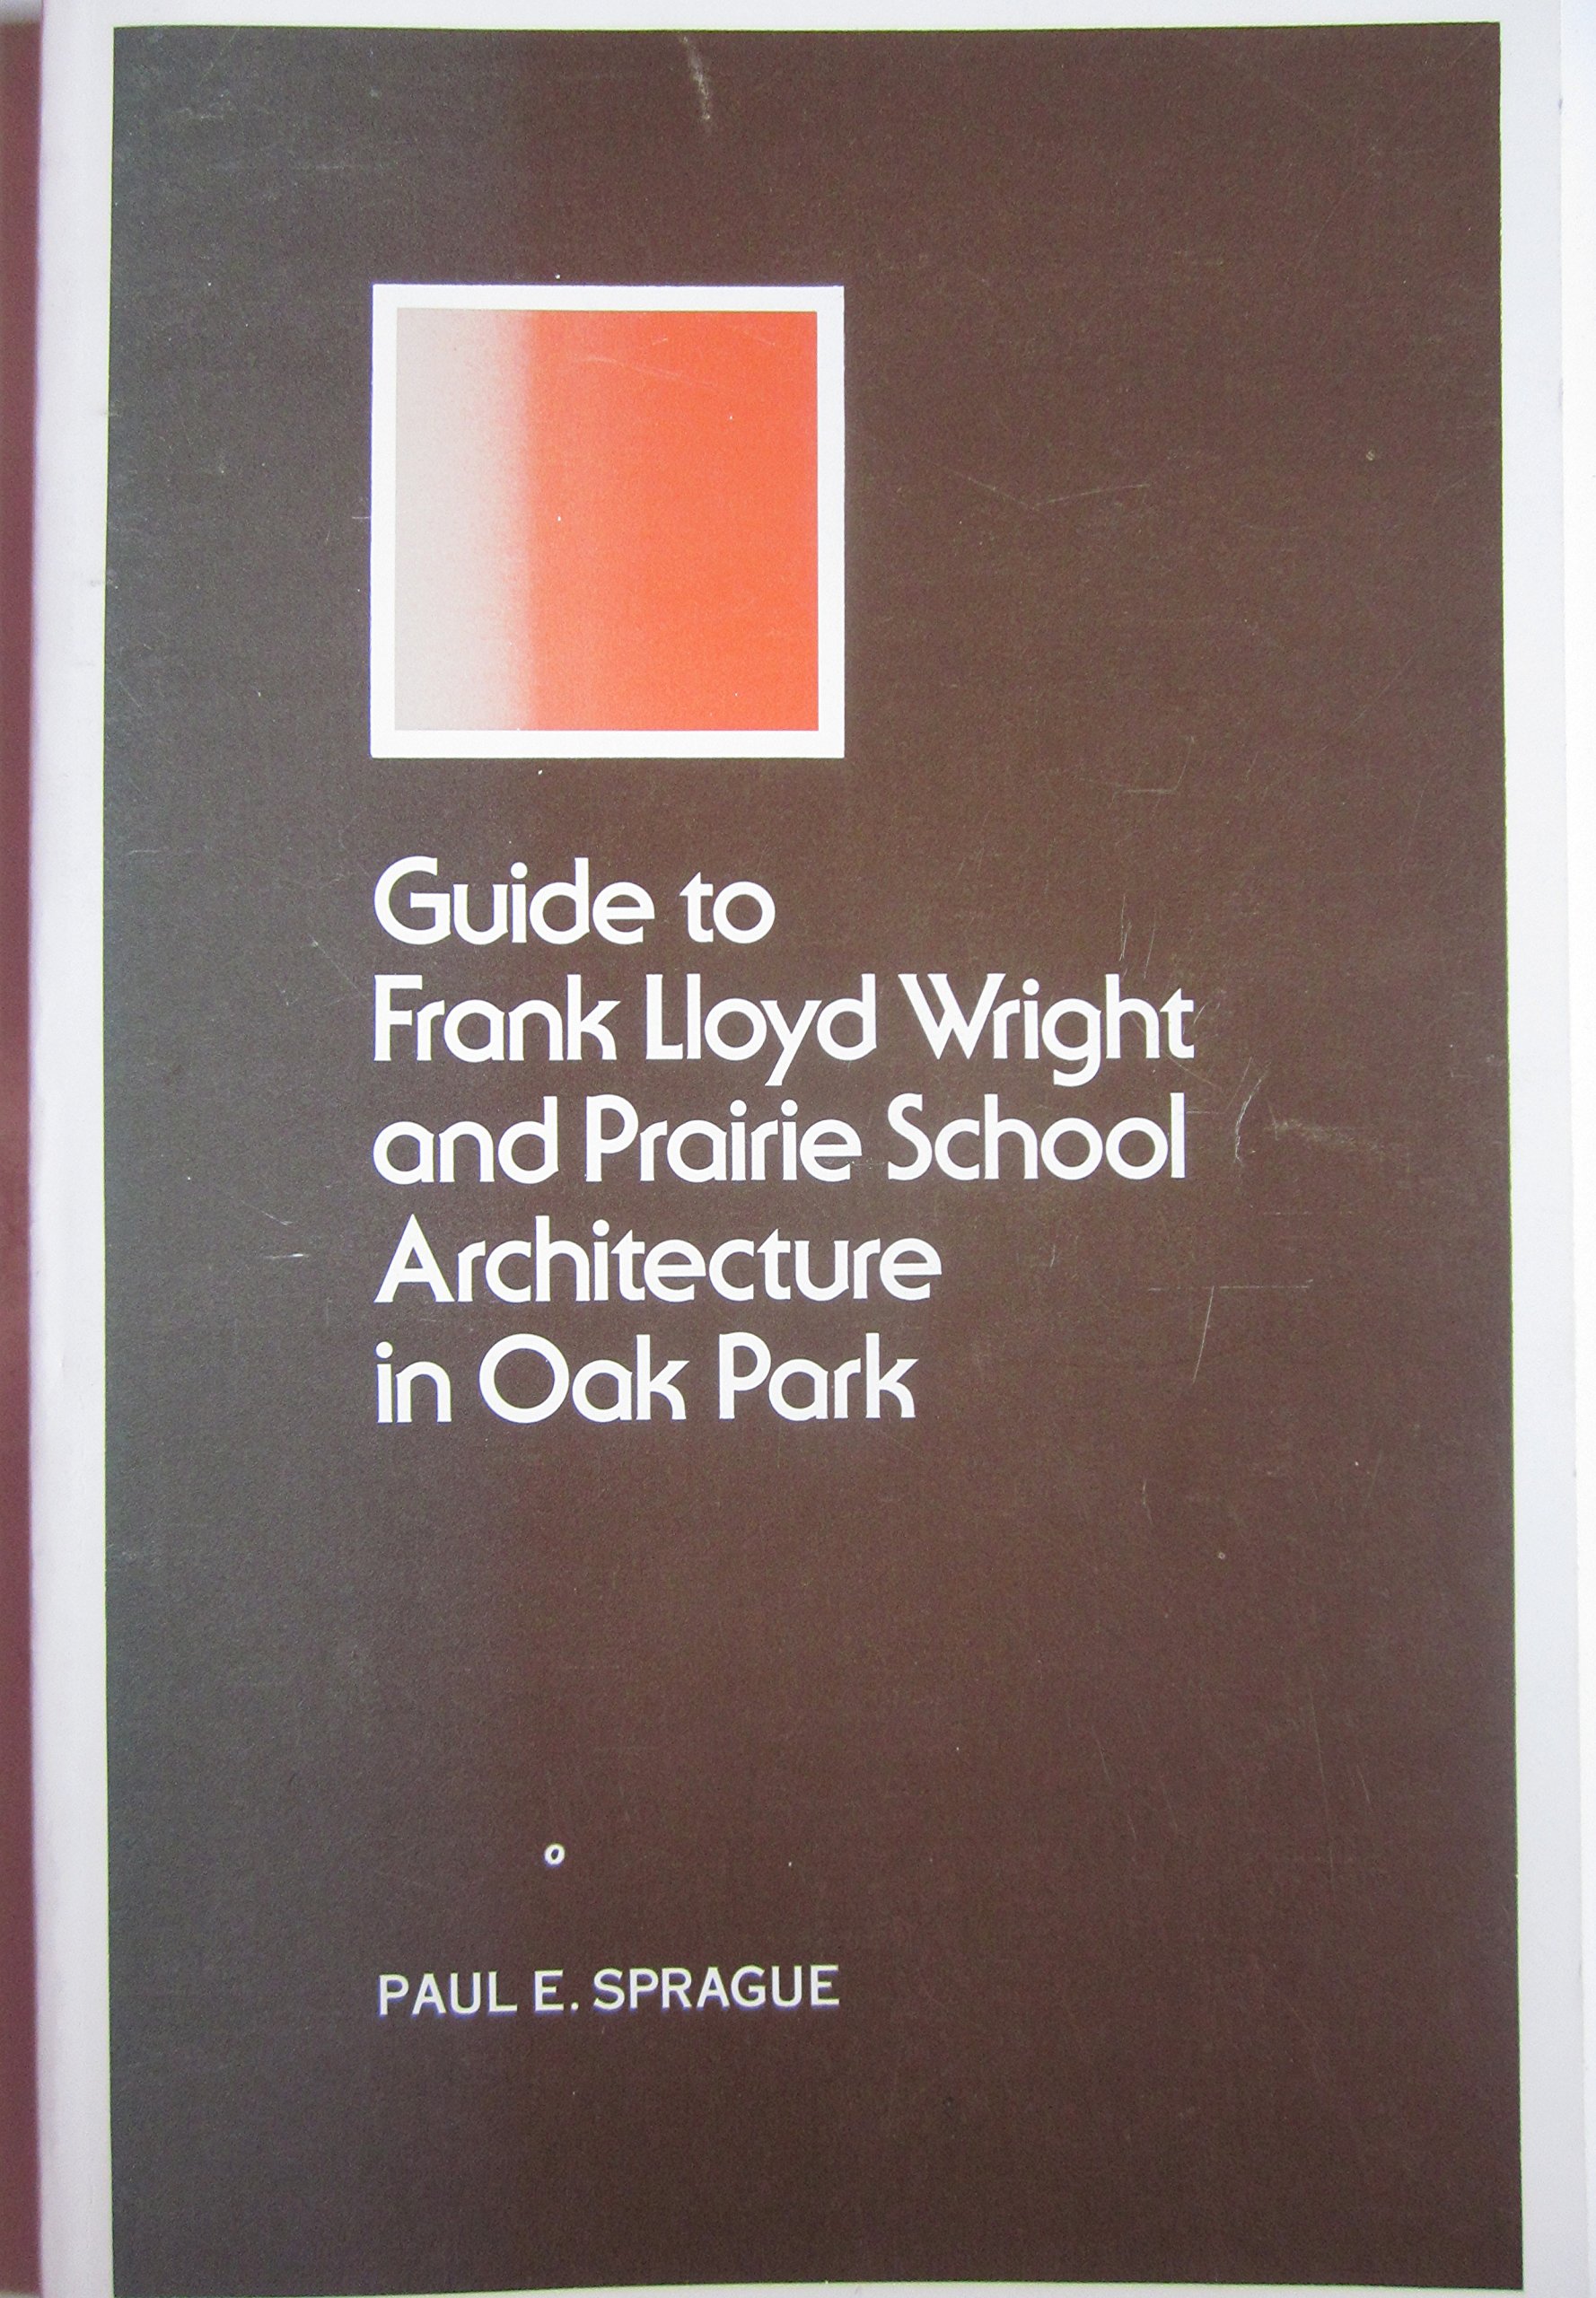 Guide to
Frank Lloyd Wright
and Prairie School
Architecture
in Oak Park
PAUL E. SPRAGUE